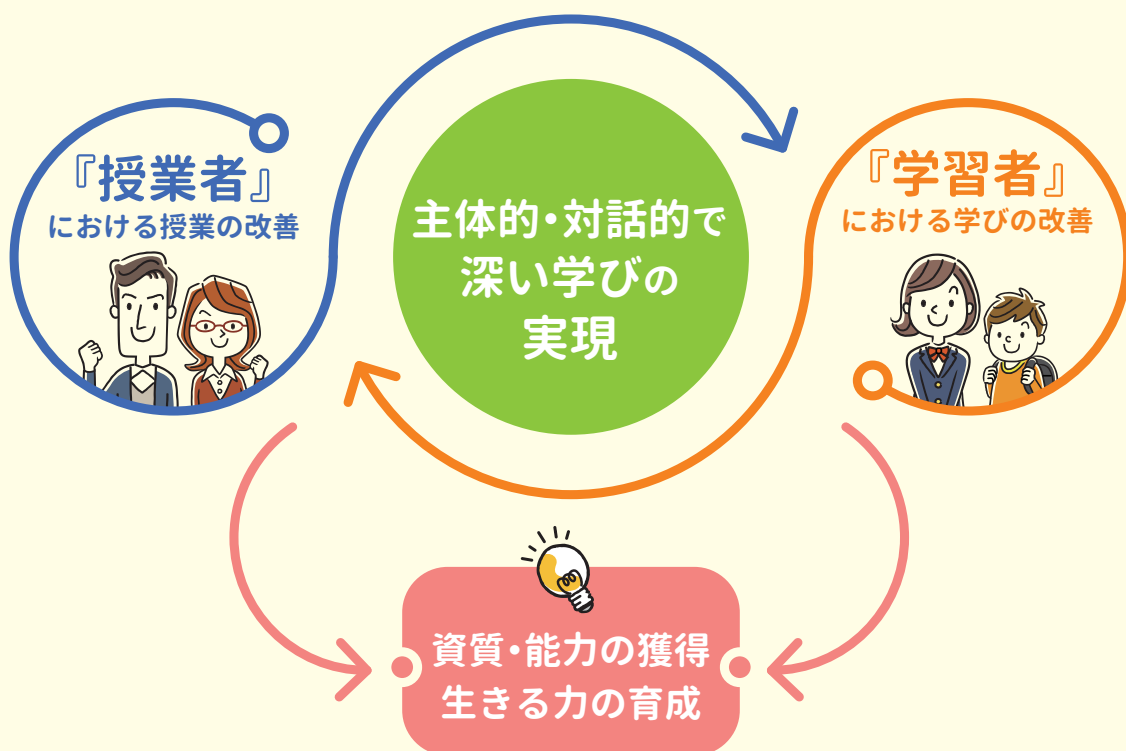 『授業者』
における授業の改善
主体的・対話的で
深い学びの
実現
『学習者』
における学びの改善
資質・能力の獲得
生きる力の育成